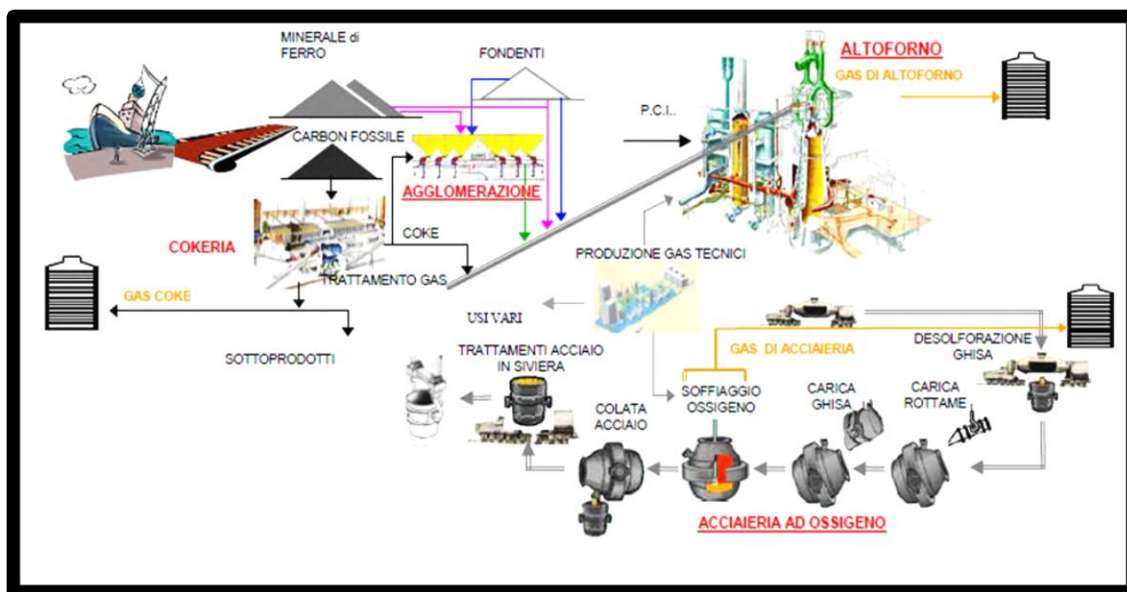 MINERALE di
FERRO
FONDENTI
ALTOFORNO
GAS DI ALTOFORNO
P.C.I..
CARBON FOSSILE
AGGLOMERAZIONE
COKERIA
COKE
TRATTAMENTO GAS
PRODUZIONE GAS TECNICI
GAS COKE
USI VARI
SOTTOPRODOTTI
TRATTAMENTI ACCIAIO
IN SIVIERA
GAS DI ACCIAIERIA
DESOLFORAZIONE
GHISA
COLATA
ACCIAIO
SOFFIAGGIO
OSSIGENO
CARICA
GHISA
CARICA
ROTTAME
ACCIAIERIA AD OSSIGENO